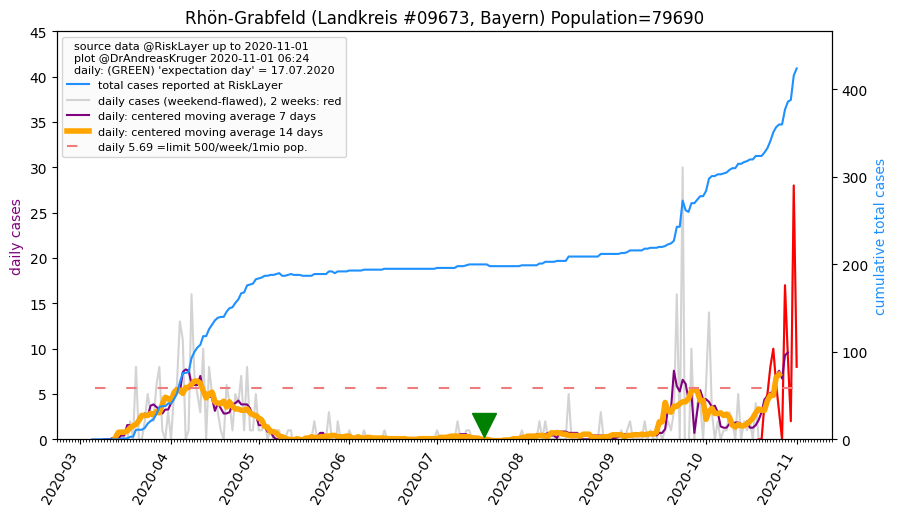 Rhön-Grabfeld (Landkreis #09673, Bayern) Population=79690
source data @RiskLayer up to 2020-11-01
plot @DrAndreasKruger 2020-11-01 06:24
daily: (GREEN) 'expectation day' = 17.07.2020
total cases reported at RiskLayer
daily cases (weekend-flawed), 2 weeks: red
daily: centered moving average 7 days
daily: centered moving average 14 days
daily 5.69 =limit 500/week/1mio pop.
daily cases
45
40
35
30
25
20
15
10
5
0
400
300
200
100
0
cumulative total cases
2020-03
2020-04
2020-05
2020-06
2020-07
2020-08
2020-09
2020-10
2020-11